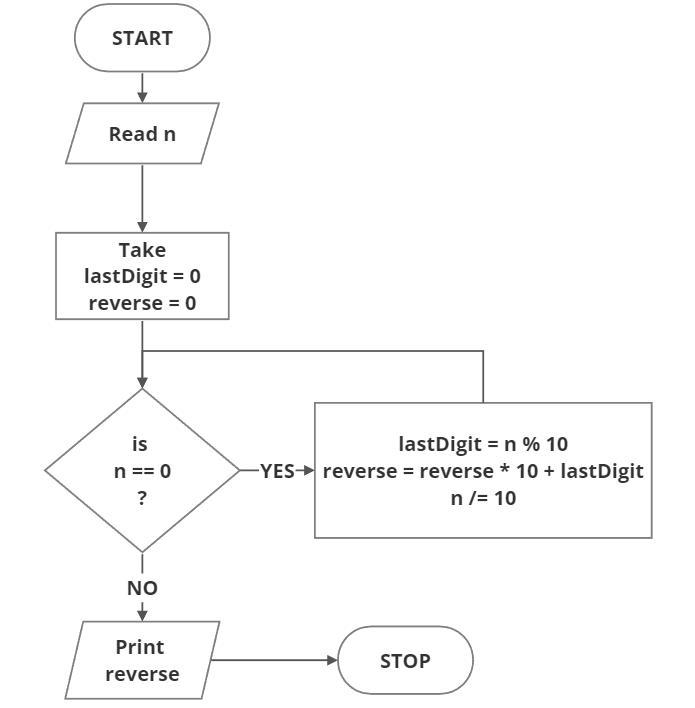 START
Read n
Take
lastDigit = 0
reverse = 0
is
n == 0
?
YES
lastDigit = n % 10
reverse = reverse * 10 + lastDigit
n /= 10
NO
Print
reverse
STOP